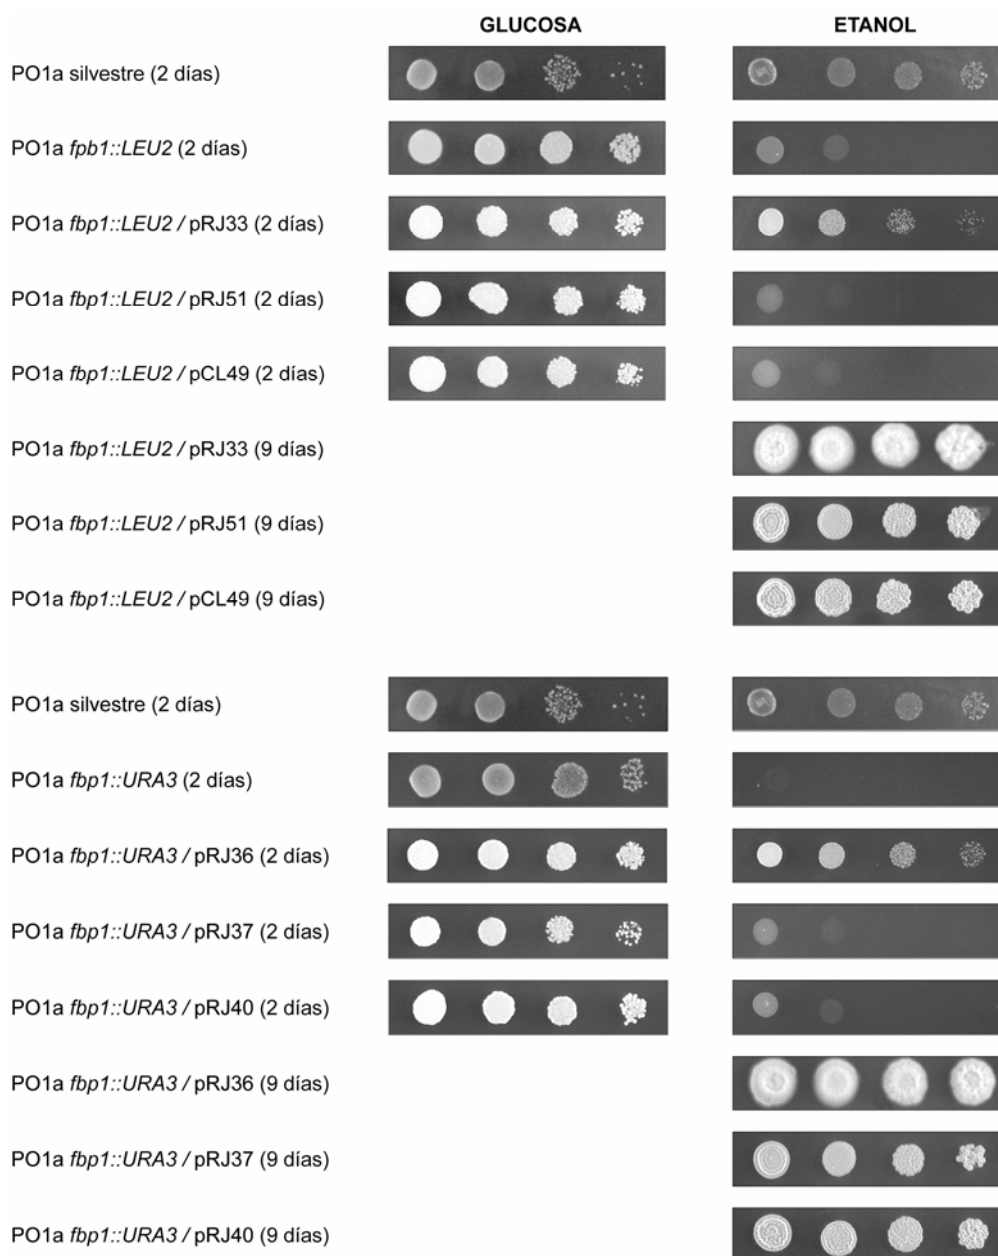 GLUCOSA ETANOL
PO1a silvestre (2 días)
PO1a fpb1::LEU2 (2 días)
PO1a fbp1::LEU2 / pRJ33 (2 días)
PO1a fbp1::LEU2 / pRJ51 (2 días)
PO1a fbp1::LEU2 / pCL49 (2 días)
PO1a fbp1::LEU2 / pRJ33 (9 días)
PO1a fbp1::LEU2 / pRJ51 (9 días)
PO1a fbp1::LEU2 / pCL49 (9 días)
PO1a silvestre (2 días)
PO1a fbp1::URA3 (2 días)
PO1a fbp1::URA3 / pRJ36 (2 días)
PO1a fbp1::URA3 / pRJ37 (2 días)
PO1a fbp1::URA3 / pRJ40 (2 días)
PO1a fbp1::URA3 / pRJ36 (9 días)
PO1a fbp1::URA3 / pRJ37 (9 días)
PO1a fbp1::URA3 / pRJ40 (9 días)